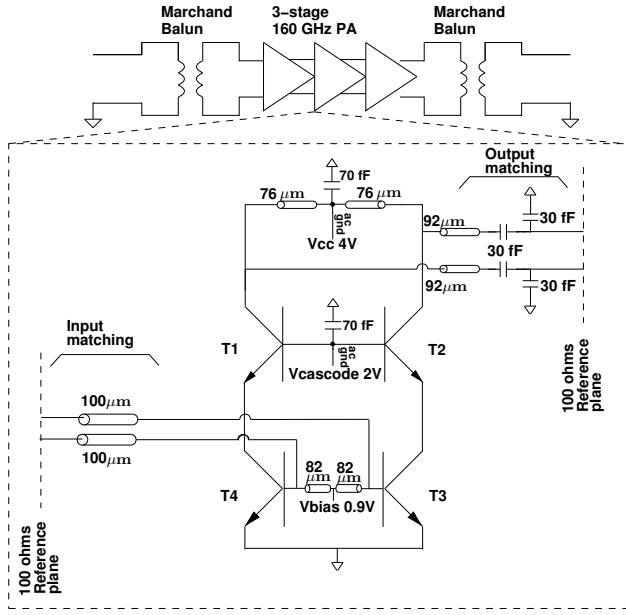 Marchand
Balun
3-stage
160 GHz PA
Marchand
Balun
Output
matching
70 fF
76 μm
76 μm
ac
gnd
Vcc 4V
92μm
30 fF
30 fF
92μm
30 fF
70 fF
ac
gnd
T1
T2
Vcascode 2V
Input
matching
100 ohms
Reference
plane
100μm
100μm
82
μm
82
μm
T4
T3
Vbias 0.9V
100 ohms
Reference
plane